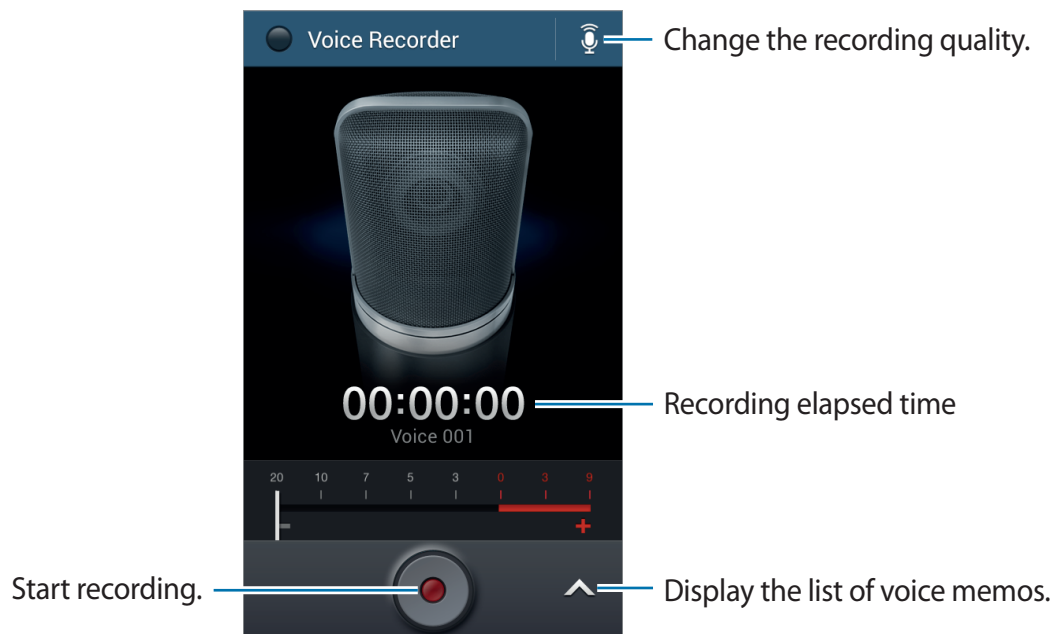 Voice Recorder
Change the recording quality.
00:00:00
Recording elapsed time
Voice 001
20 10 7 5 3 0 3 9
- +
Start recording.
Display the list of voice memos.